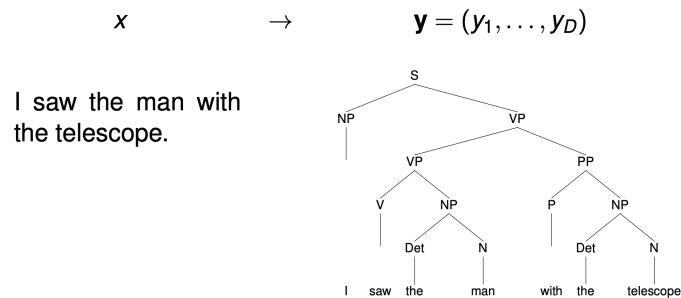 x → y = (y₁, . . . , y_D)
I saw the man with
the telescope.
S
NP VP
VP PP
V NP P NP
Det N Det N
I saw the man with the telescope